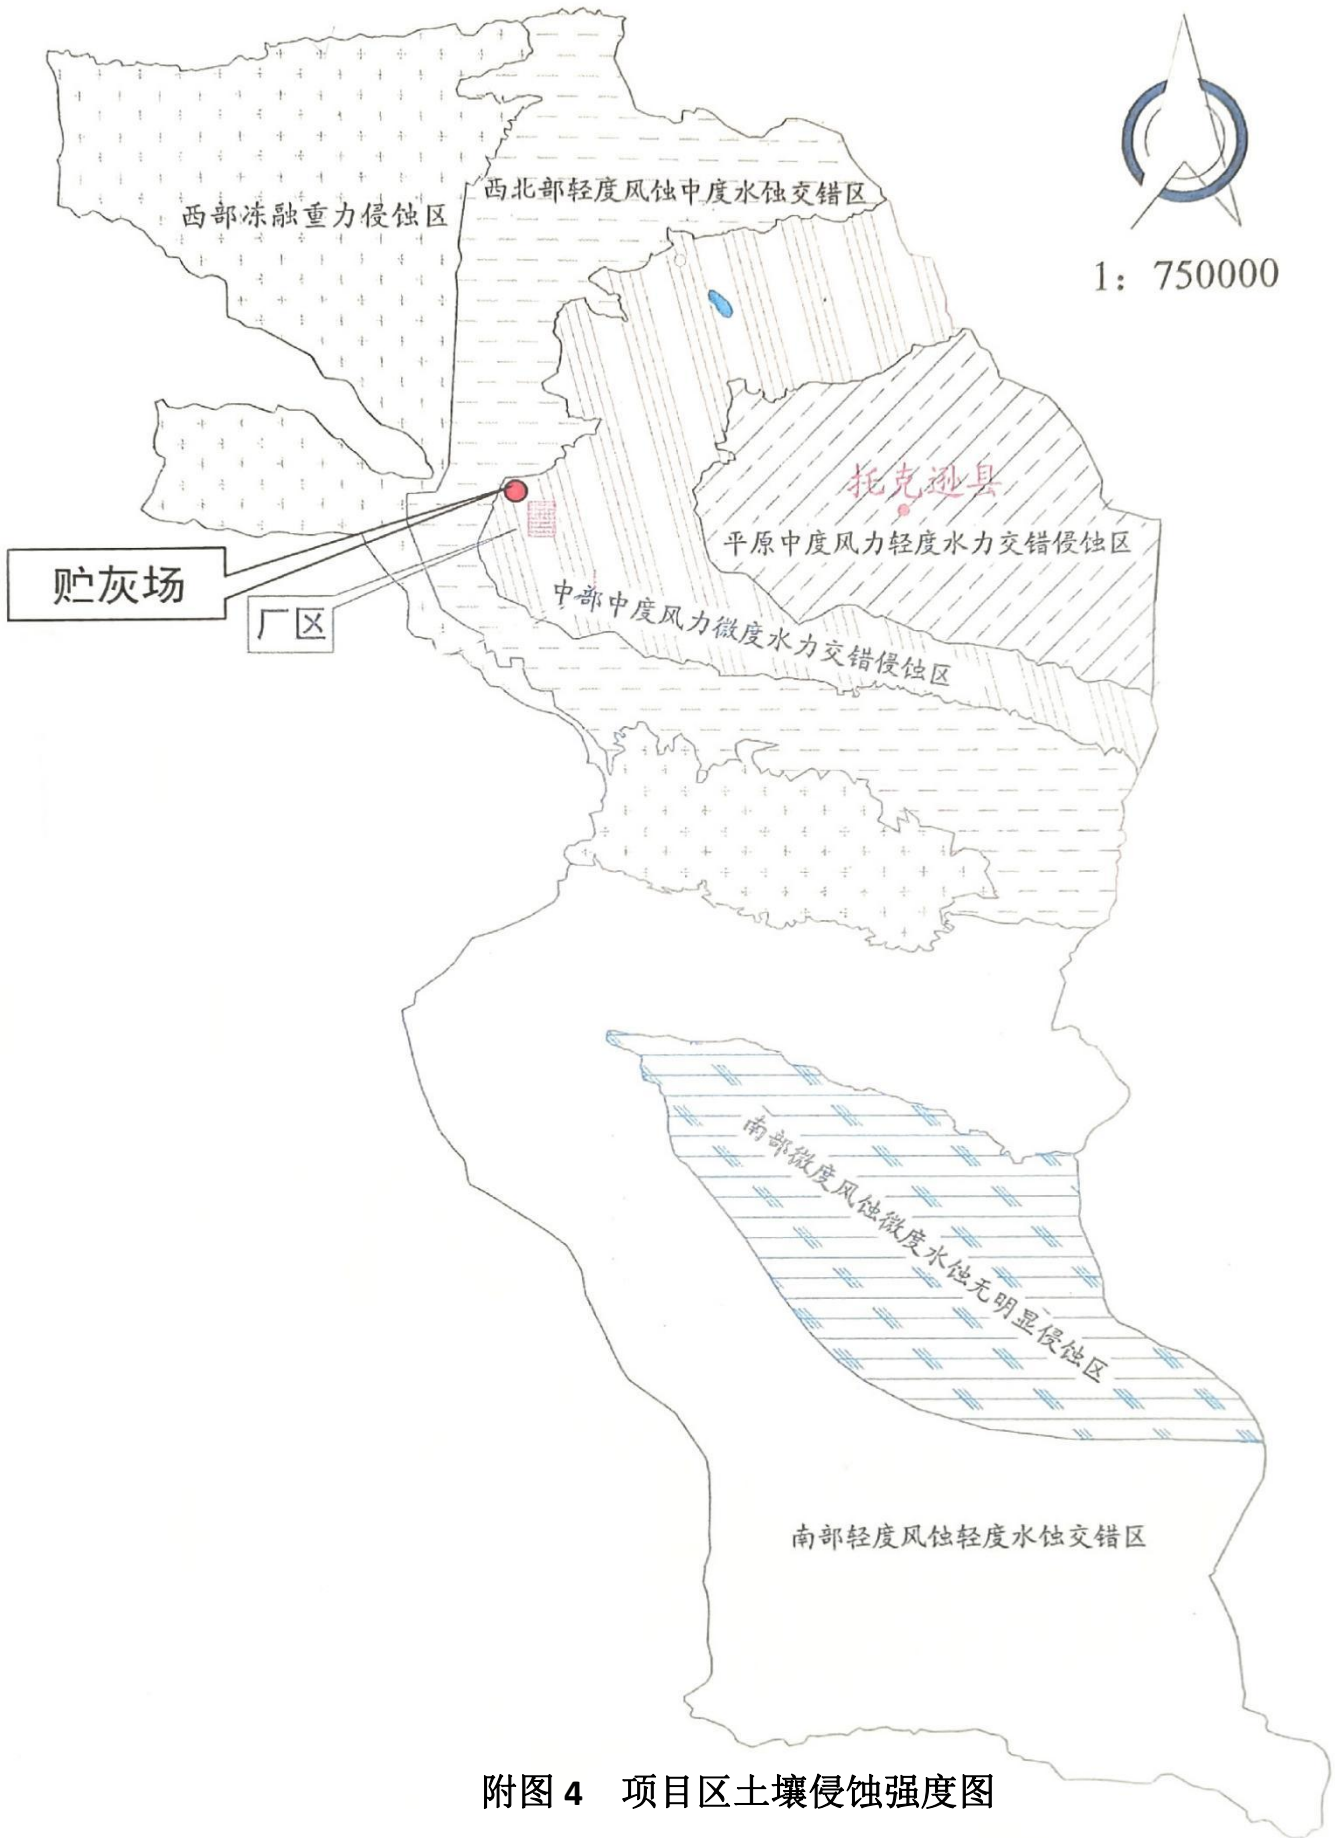 西北部轻度风蚀中度水蚀交错区
西部冻融重力侵蚀区
1：750000
托克逊县
平原中度风力轻度水力交错侵蚀区
贮灰场
厂区
中部中度风力微度水力交错侵蚀区
南部微度风蚀微度水蚀无明显侵蚀区
南部轻度风蚀轻度水蚀交错区
附图4 项目区土壤侵蚀强度图